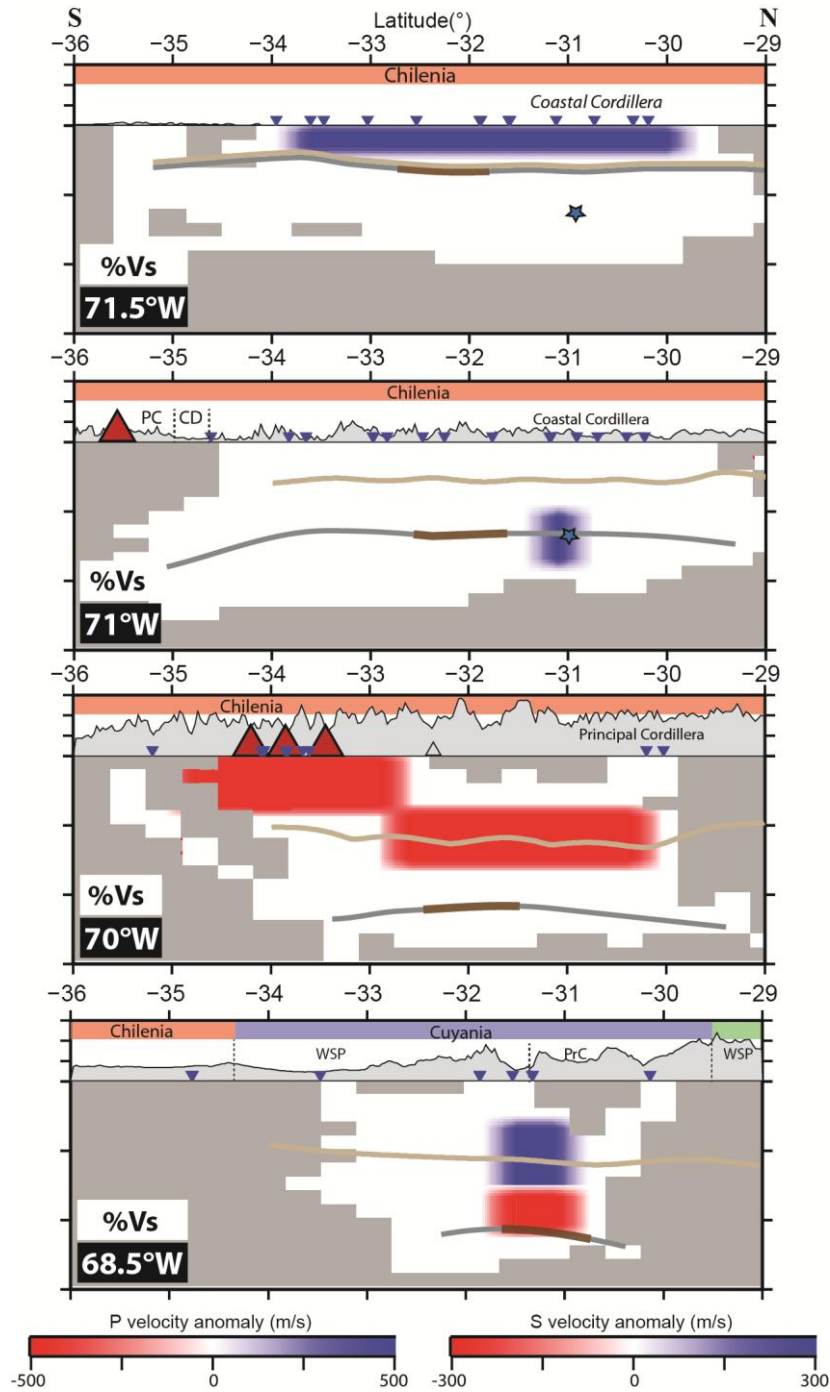 S Latitude(°) N
−36 −35 −34 −33 −32 −31 −30 −29
Chilenia
Coastal Cordillera
%Vs
71.5°W
−36 −35 −34 −33 −32 −31 −30 −29
Chilenia
PC CD Coastal Cordillera
%Vs
71°W
−36 −35 −34 −33 −32 −31 −30 −29
Chilenia
Principal Cordillera
%Vs
70°W
−36 −35 −34 −33 −32 −31 −30 −29
Chilenia Cuyania
WSP PrC WSP
%Vs
68.5°W
P velocity anomaly (m/s) S velocity anomaly (m/s)
-500 0 500 -300 0 300